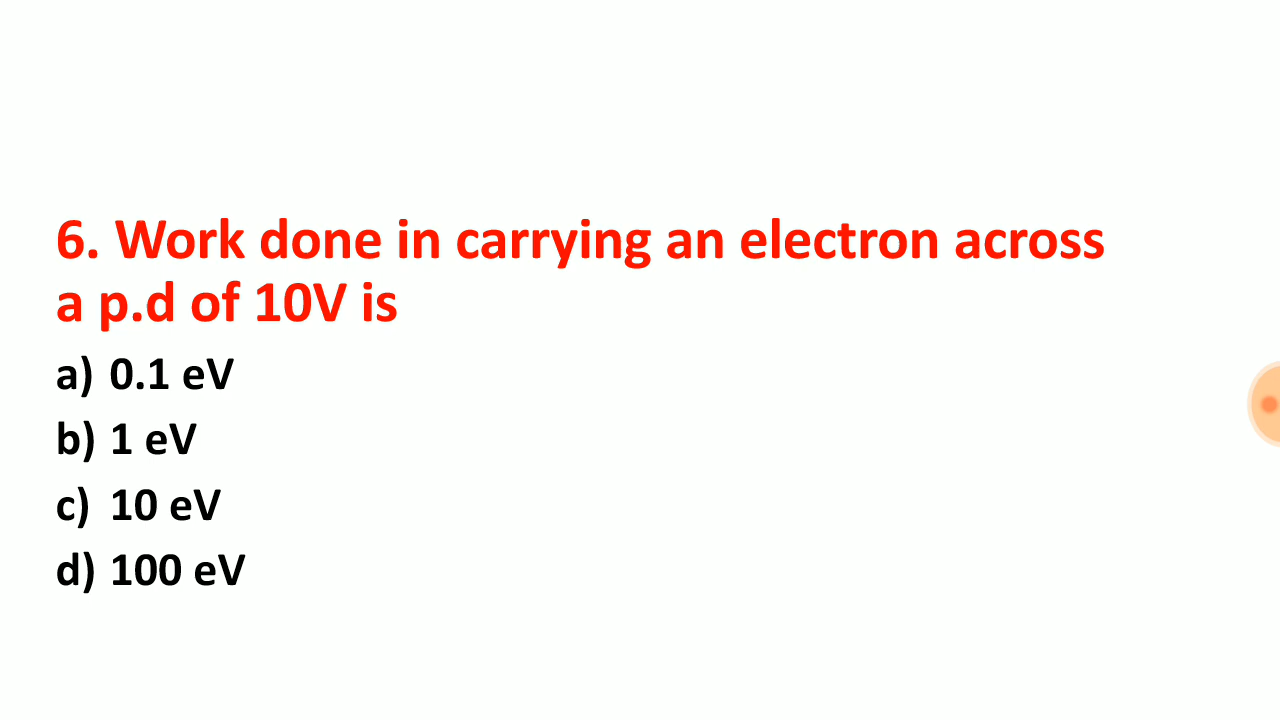 6. Work done in carrying an electron across
a p.d of 10V is
a) 0.1 eV
b) 1 eV
c) 10 eV
d) 100 eV